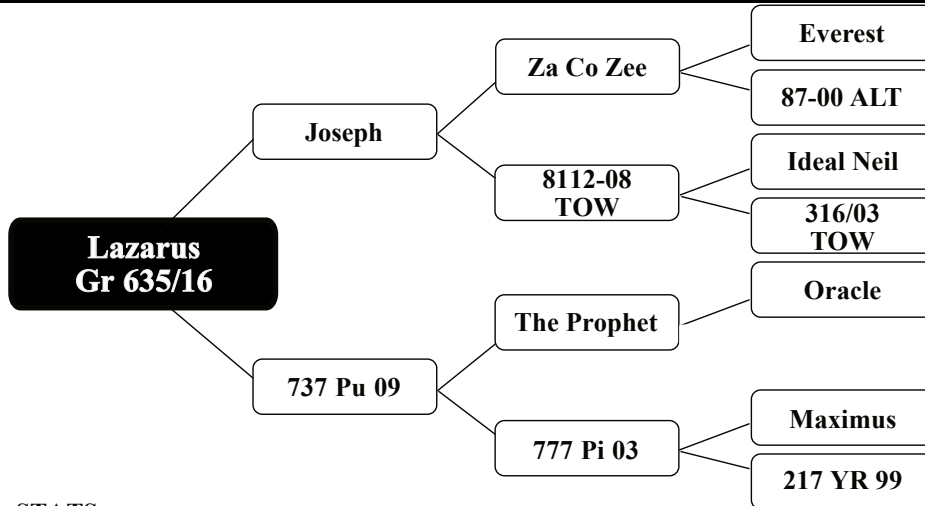 Everest
Za Co Zee
87-00 ALT
Joseph
Ideal Neil
8112-08
TOW
316/03
TOW
Lazarus
Gr 635/16
Oracle
The Prophet
737 Pu 09
Maximus
777 Pi 03
217 YR 99
STATS